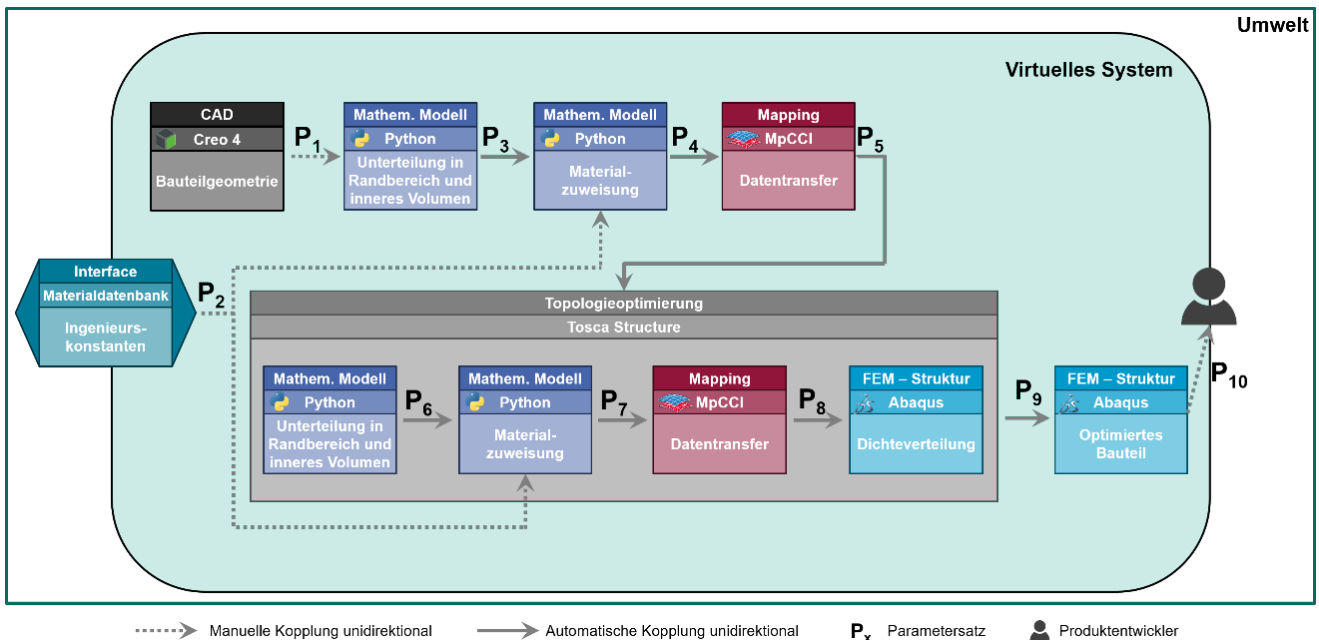 Umwelt
Virtuelles System
CAD
Creo 4
Bauteilgeometrie
P1
Mathem. Modell
Python
Unterteilung in
Randbereich und
inneres Volumen
P3
Mathem. Modell
Python
Material-
zuweisung
P4
Mapping
MpCCI
Datentransfer
P5
Interface
Materialdatenbank
Ingenieurs-
konstanten
P2
Topologieoptimierung
Tosca Structure
Mathem. Modell
Python
Unterteilung in
Randbereich und
inneres Volumen
P6
Mathem. Modell
Python
Material-
zuweisung
P7
Mapping
MpCCI
Datentransfer
P8
FEM – Struktur
Abaqus
Dichteverteilung
P9
FEM – Struktur
Abaqus
Optimiertes
Bauteil
P10
Manuelle Kopplung unidirektional
Automatische Kopplung unidirektional
Px Parametersatz
Produktentwickler